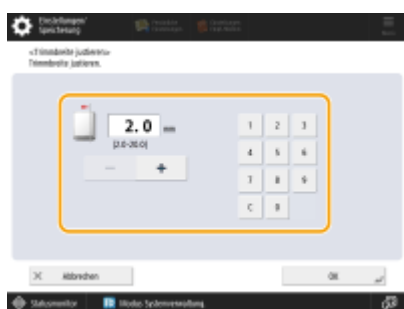 Einstellungen/
Speicherung
<Trimmbreite justieren>
Trimmbreite justieren.
2.0 mm
[2.0-20.0]
− +
1 2 3
4 5 6
7 8 9
C 0
Abbrechen
OK
Statusmonitor
Modus Systemverwaltung